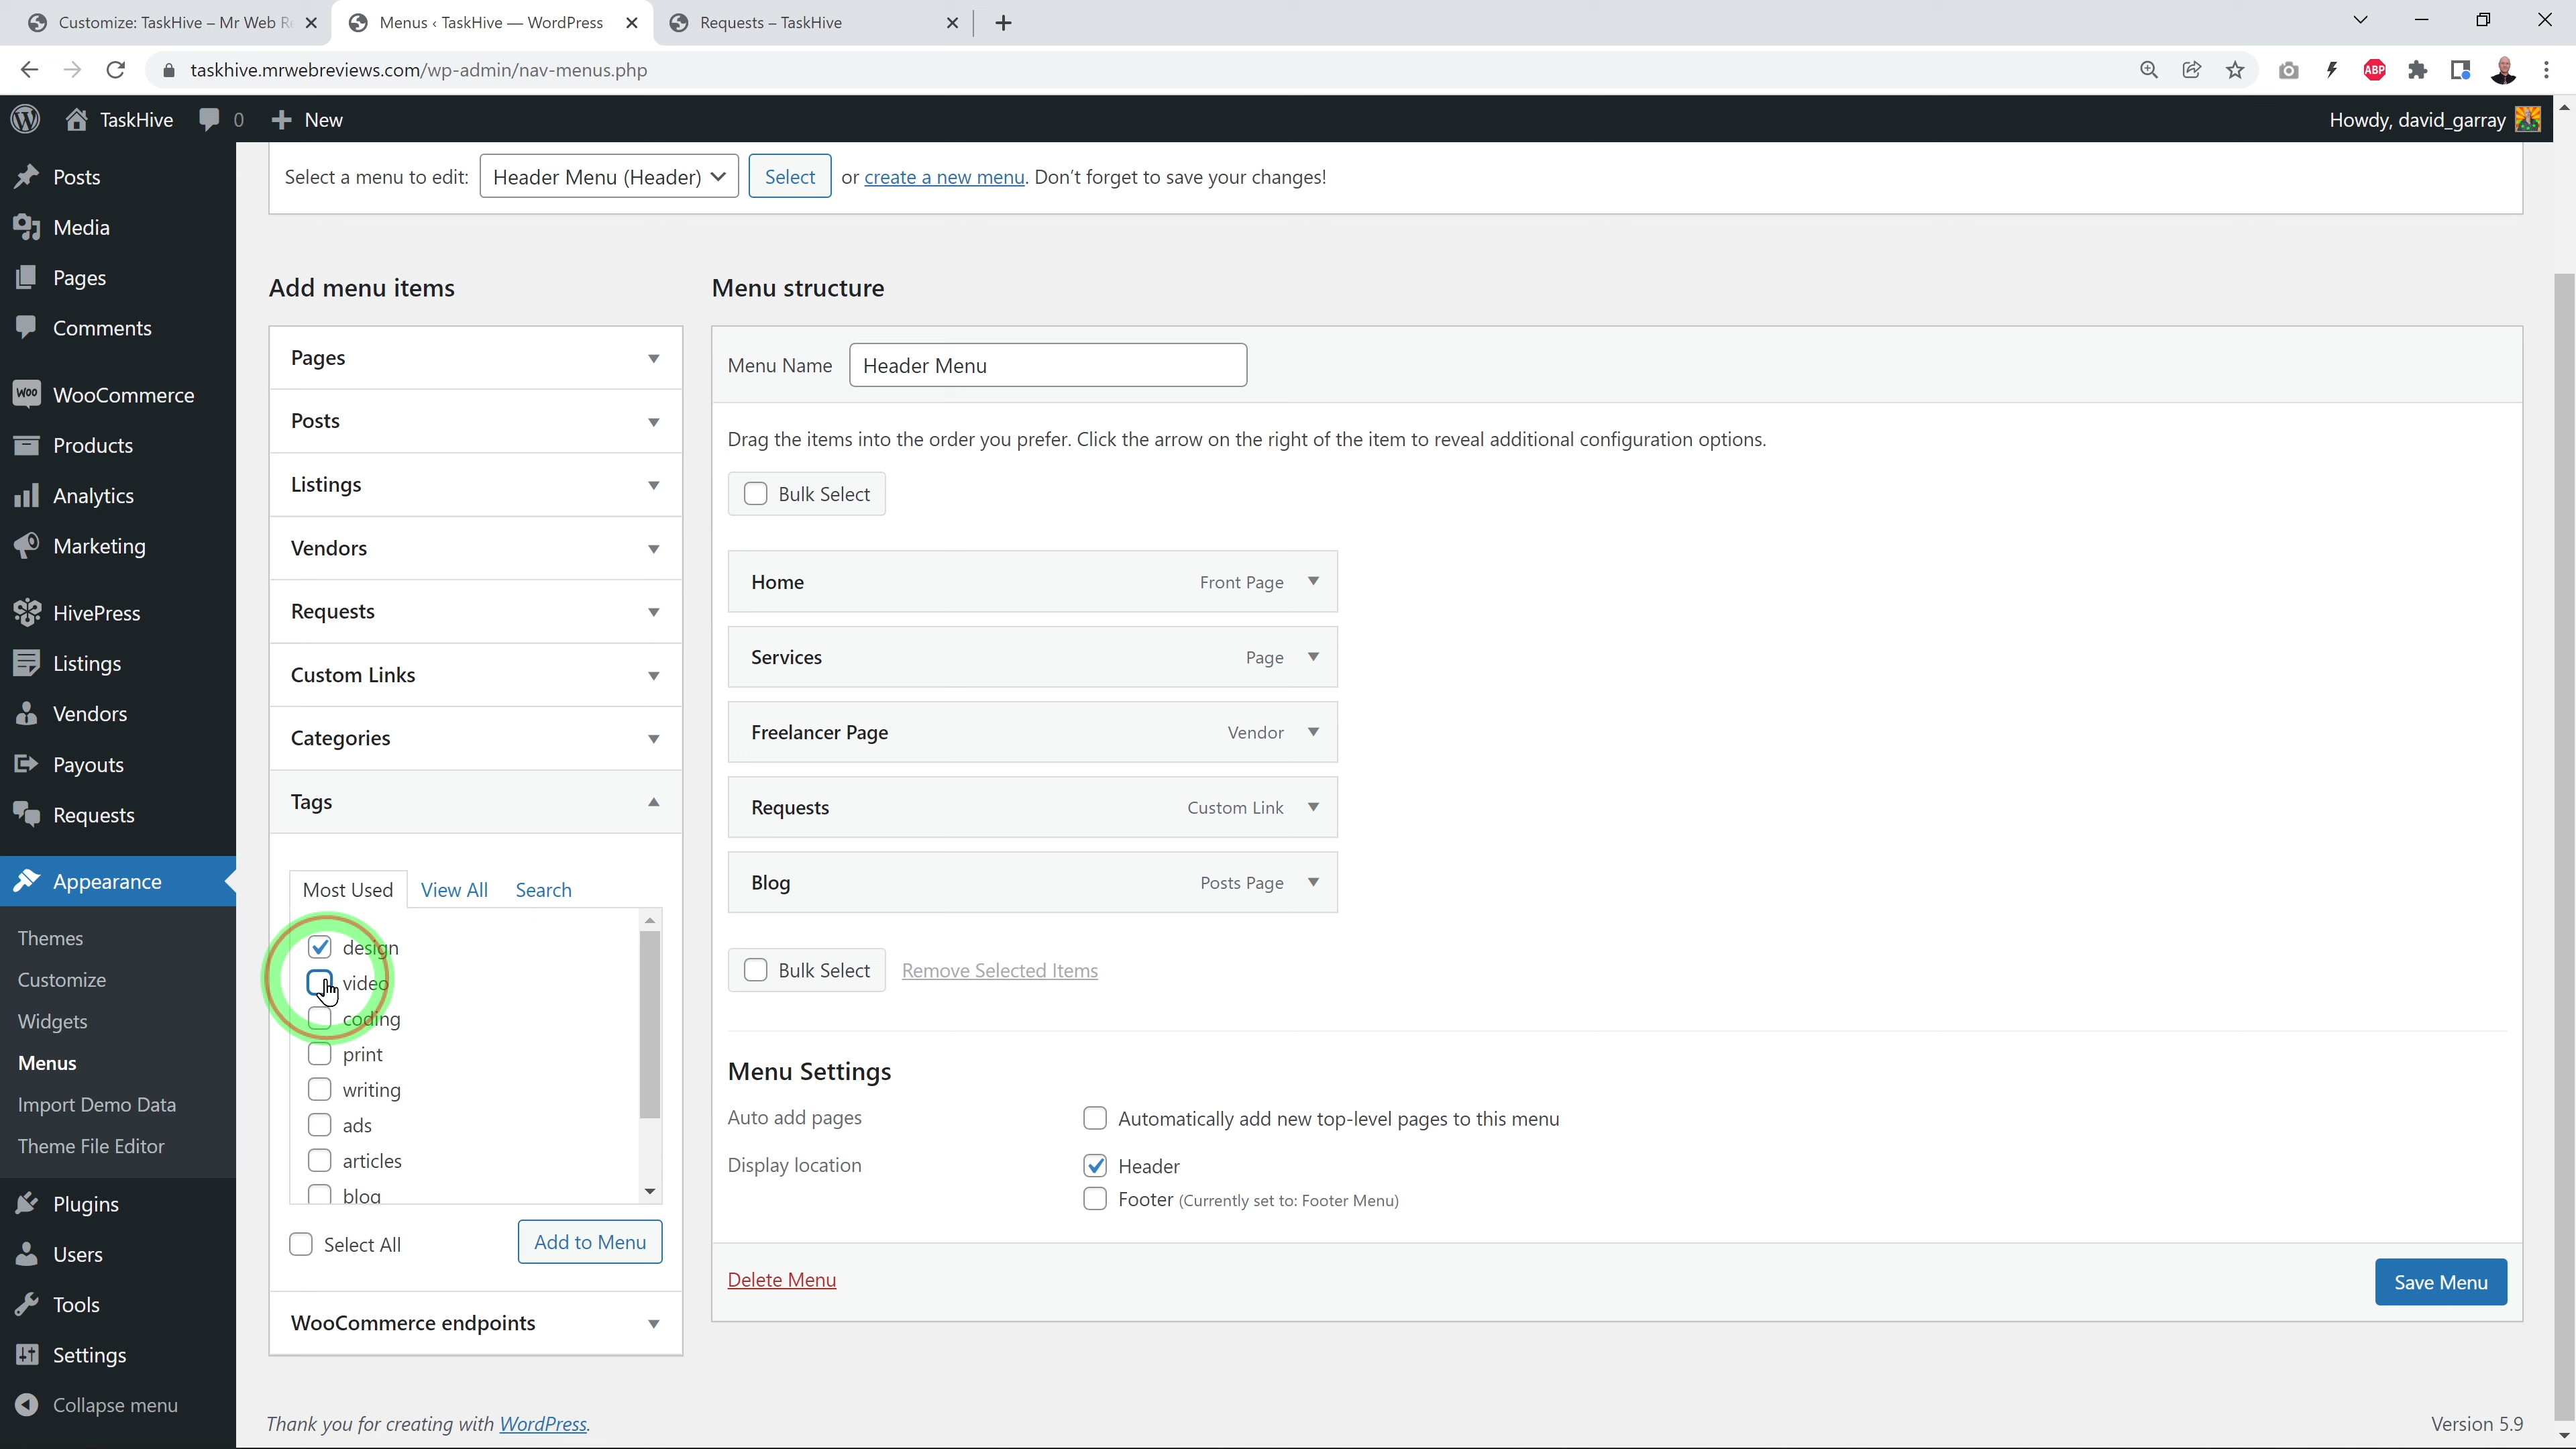 Customize: TaskHive – Mr Web Re
Menus ‹ TaskHive — WordPress
Requests – TaskHive
taskhive.mrwebreviews.com/wp-admin/nav-menus.php
ABP
TaskHive
0
New
Howdy, david_garray
Posts
Media
Pages
Comments
Woo WooCommerce
Products
Analytics
Marketing
HivePress
Listings
Vendors
Payouts
Requests
Appearance
Themes
Customize
Widgets
Menus
Import Demo Data
Theme File Editor
Plugins
Users
Tools
Settings
Collapse menu
Select a menu to edit: Header Menu (Header) Select or create a new menu. Don't forget to save your changes!
Add menu items
Pages
Posts
Listings
Vendors
Requests
Custom Links
Categories
Tags
Most Used View All Search
design
video
coding
print
writing
ads
articles
blog
Select All
Add to Menu
WooCommerce endpoints
Menu structure
Menu Name Header Menu
Drag the items into the order you prefer. Click the arrow on the right of the item to reveal additional configuration options.
Bulk Select
Home Front Page
Services Page
Freelancer Page Vendor
Requests Custom Link
Blog Posts Page
Bulk Select Remove Selected Items
Menu Settings
Auto add pages
Automatically add new top-level pages to this menu
Display location
Header
Footer (Currently set to: Footer Menu)
Delete Menu
Save Menu
Thank you for creating with WordPress.
Version 5.9